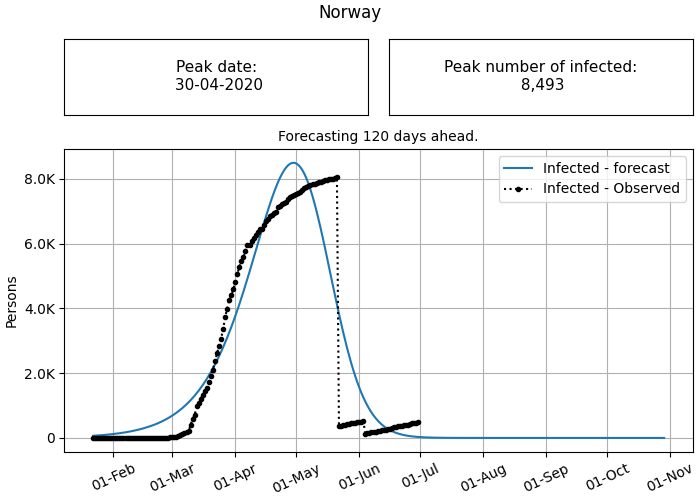 Norway
Peak date:
30-04-2020
Peak number of infected:
8,493
Forecasting 120 days ahead.
Infected - forecast
Infected - Observed
Persons
8.0K
6.0K
4.0K
2.0K
0
01-Feb
01-Mar
01-Apr
01-May
01-Jun
01-Jul
01-Aug
01-Sep
01-Oct
01-Nov